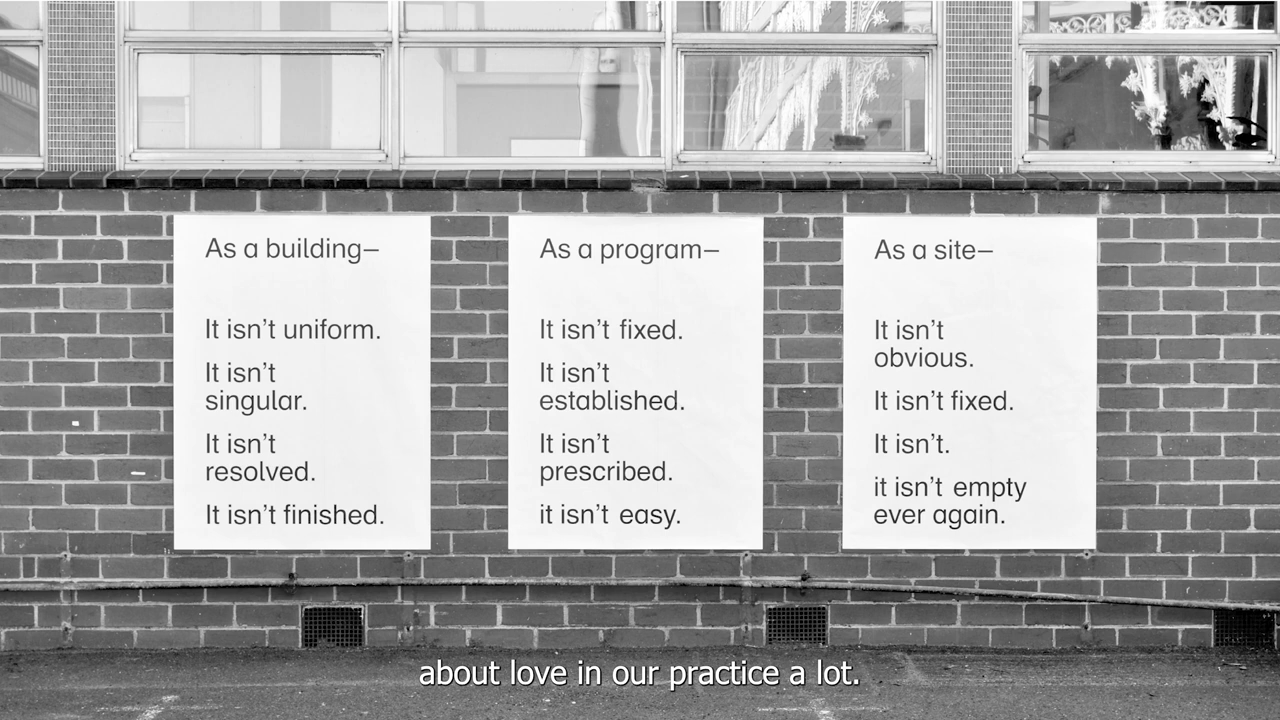 As a building—
It isn't uniform.
It isn't
singular.
It isn't
resolved.
It isn't finished.
As a program—
It isn't fixed.
It isn't
established.
It isn't
prescribed.
it isn't easy.
As a site—
It isn't
obvious.
It isn't fixed.
It isn't.
it isn't empty
ever again.
about love in our practice a lot.